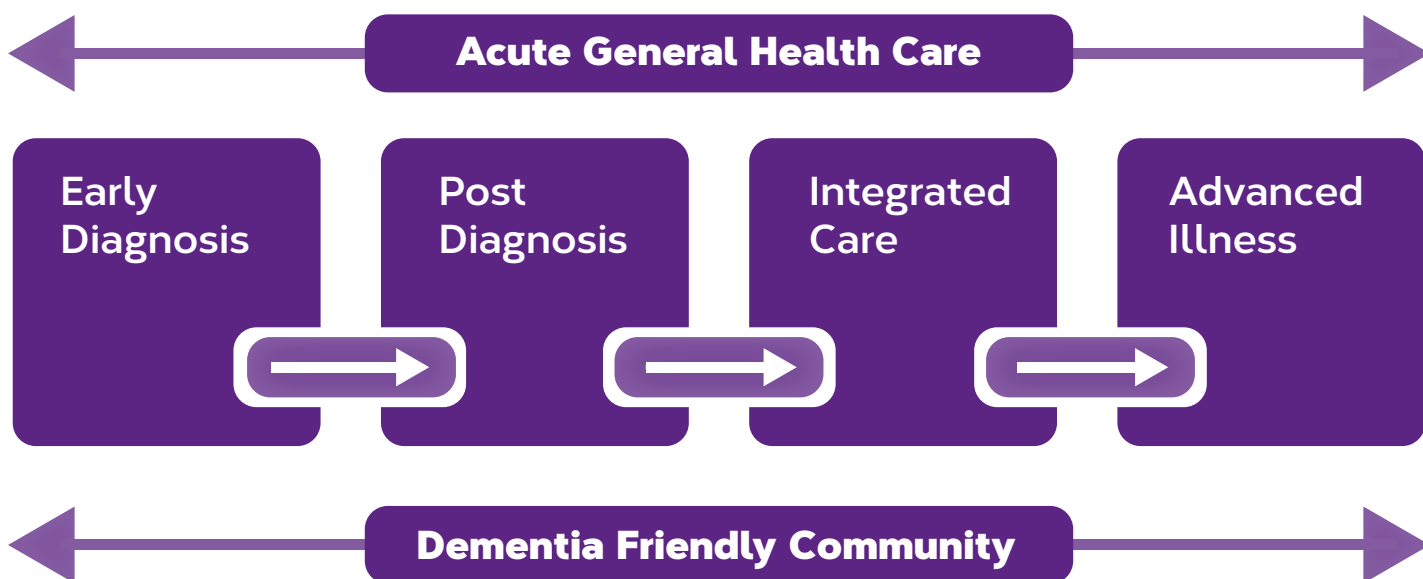 Acute General Health Care
Early
Diagnosis
Post
Diagnosis
Integrated
Care
Advanced
Illness
Dementia Friendly Community